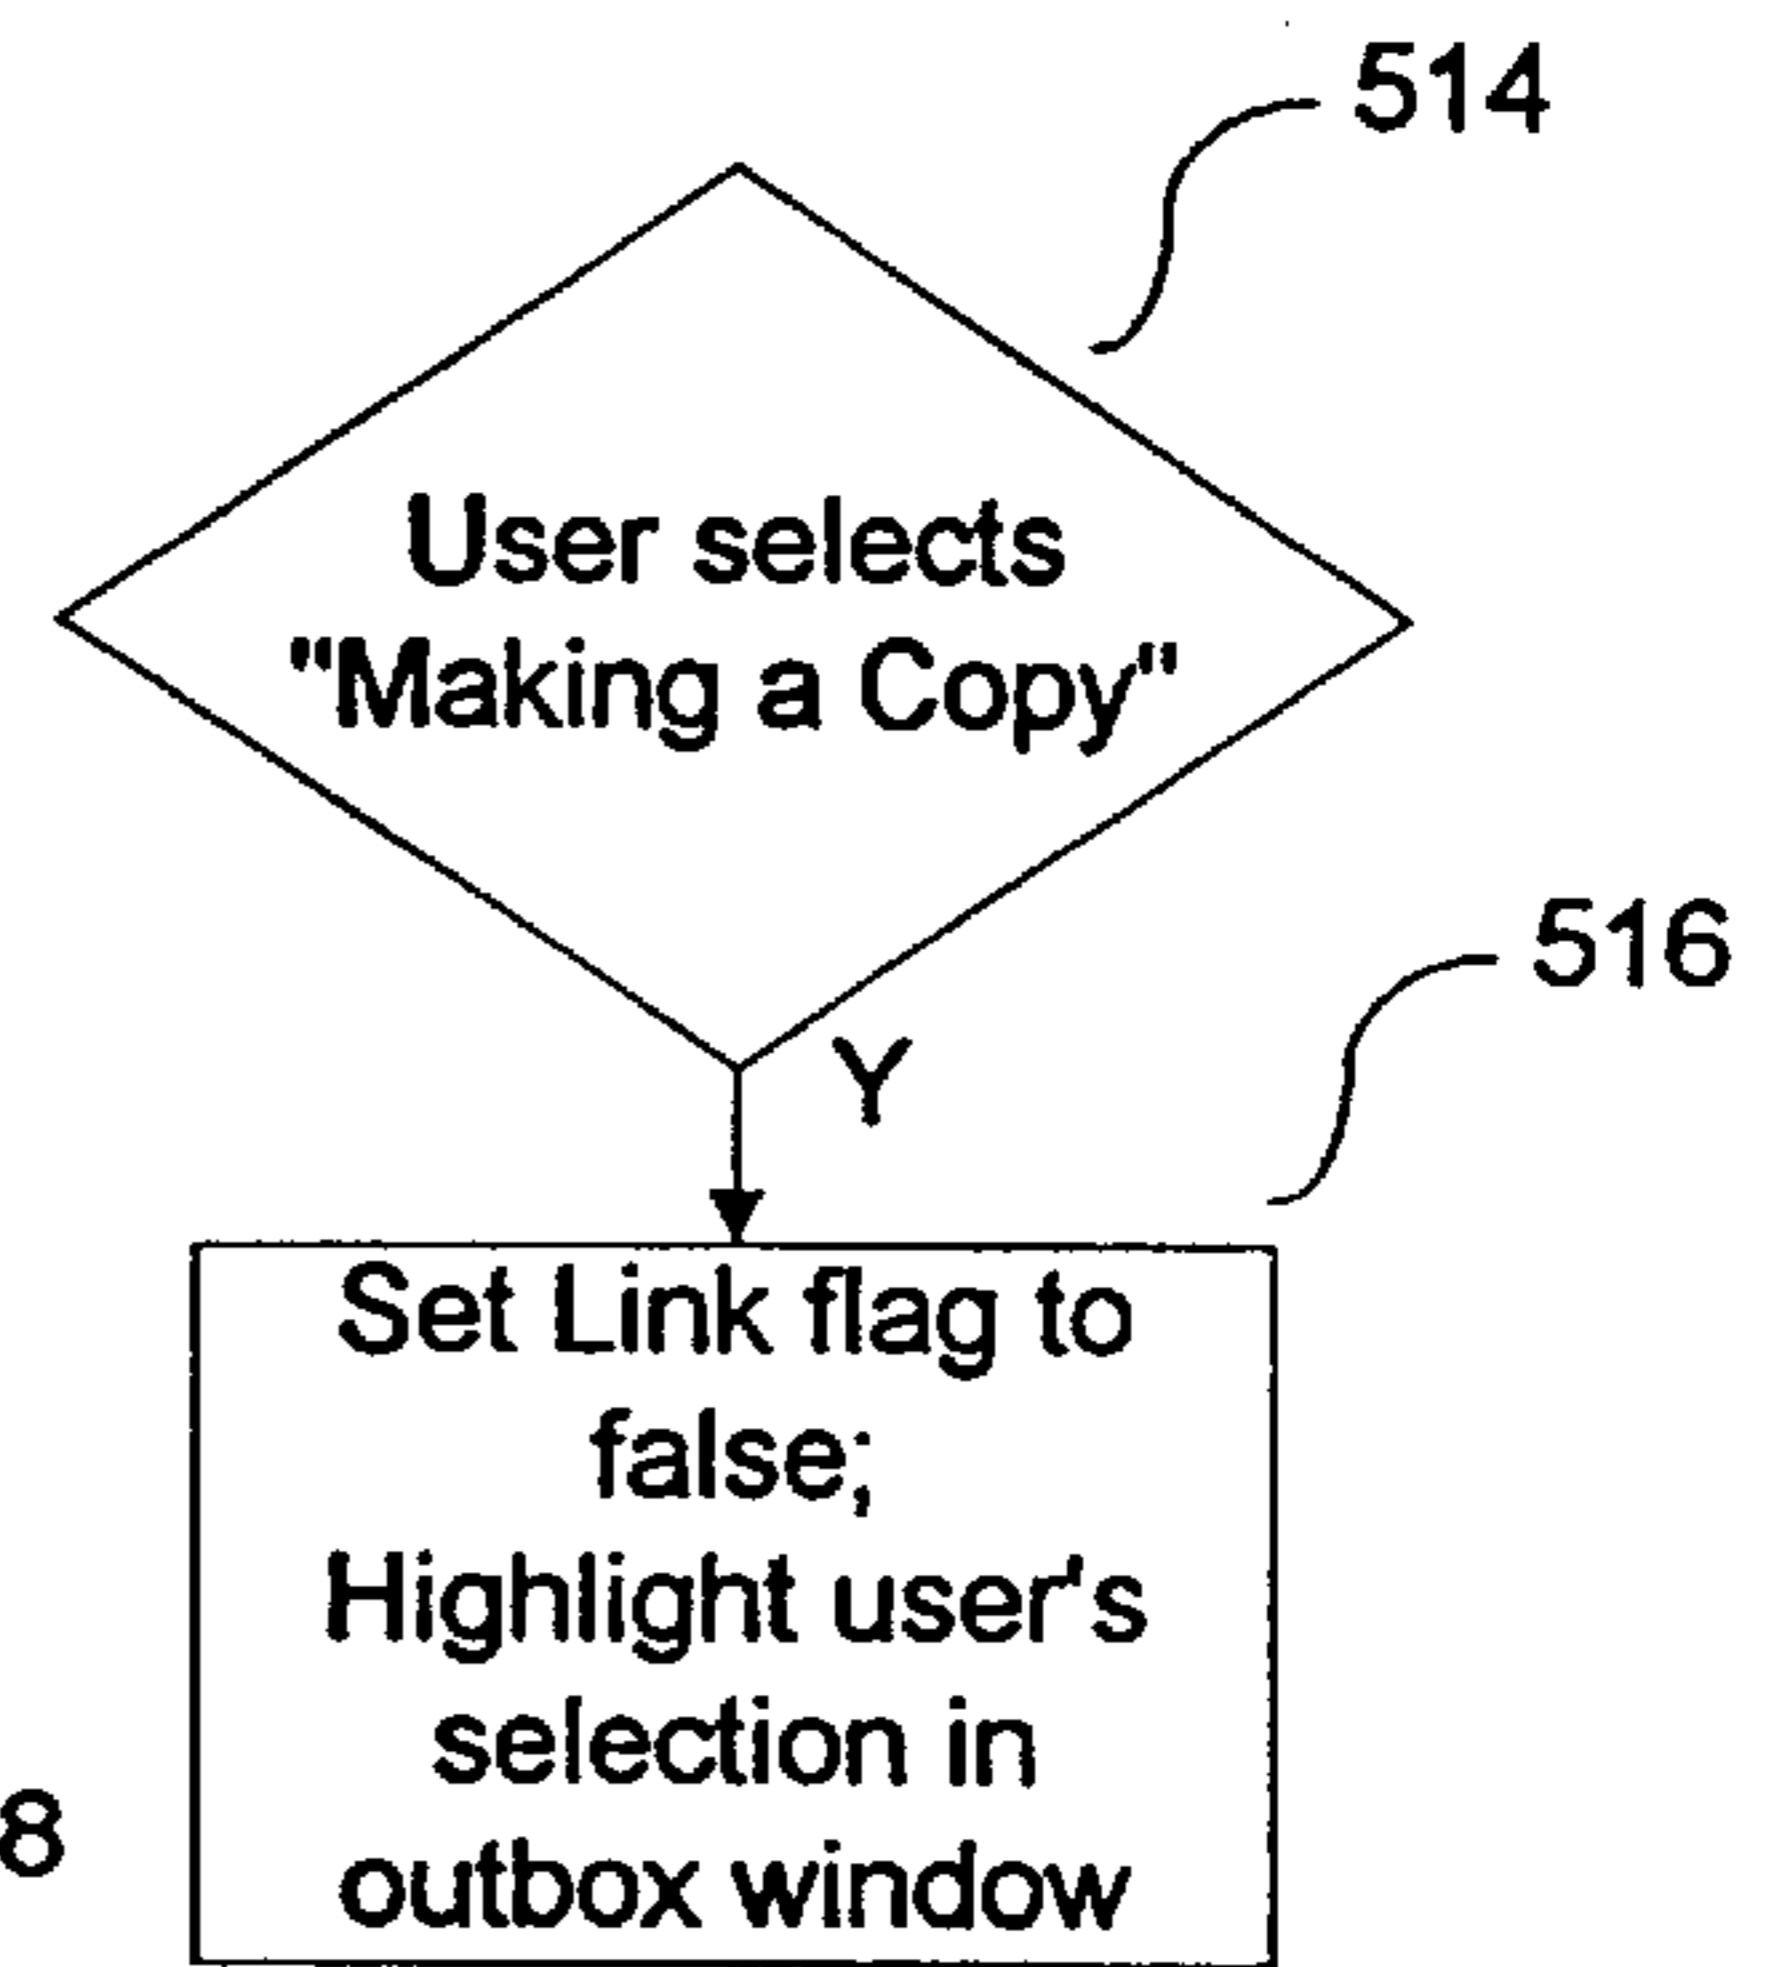 514
User selects
"Making a Copy"
516
Y
Set Link flag to
false;
Highlight user's
selection in
outbox window
8